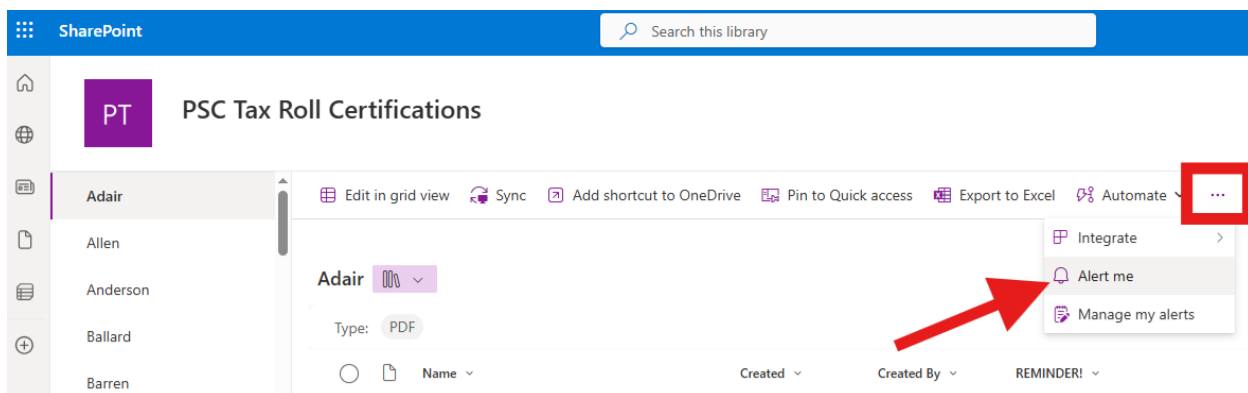 SharePoint
Search this library
PT
PSC Tax Roll Certifications
Adair
Allen
Anderson
Ballard
Barren
Edit in grid view Sync Add shortcut to OneDrive Pin to Quick access Export to Excel Automate ...
Integrate
Alert me
Manage my alerts
Adair
Type: PDF
Name Created Created By REMINDER!